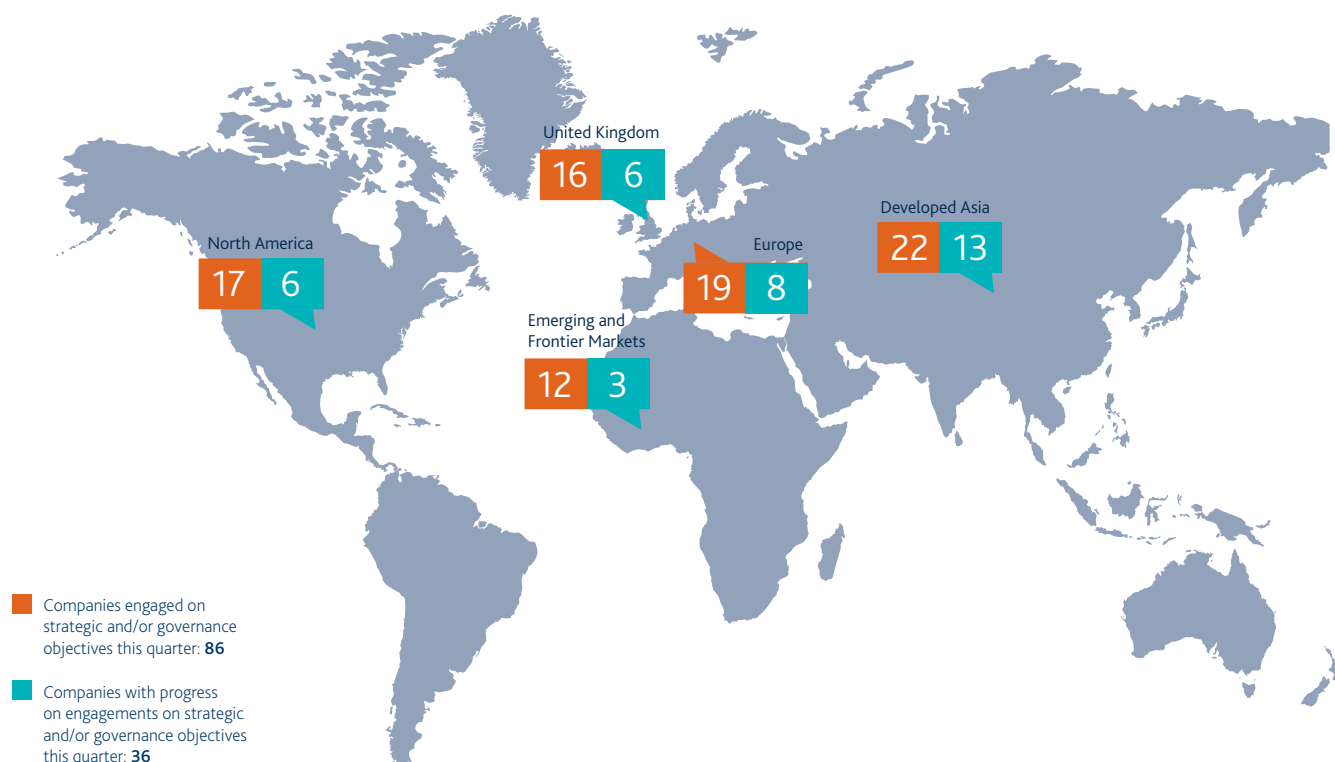 United Kingdom
16 6
Developed Asia
22 13
North America
17 6
Europe
19 8
Emerging and
Frontier Markets
12 3
Companies engaged on
strategic and/or governance
objectives this quarter: 86
Companies with progress
on engagements on strategic
and/or governance objectives
this quarter: 36